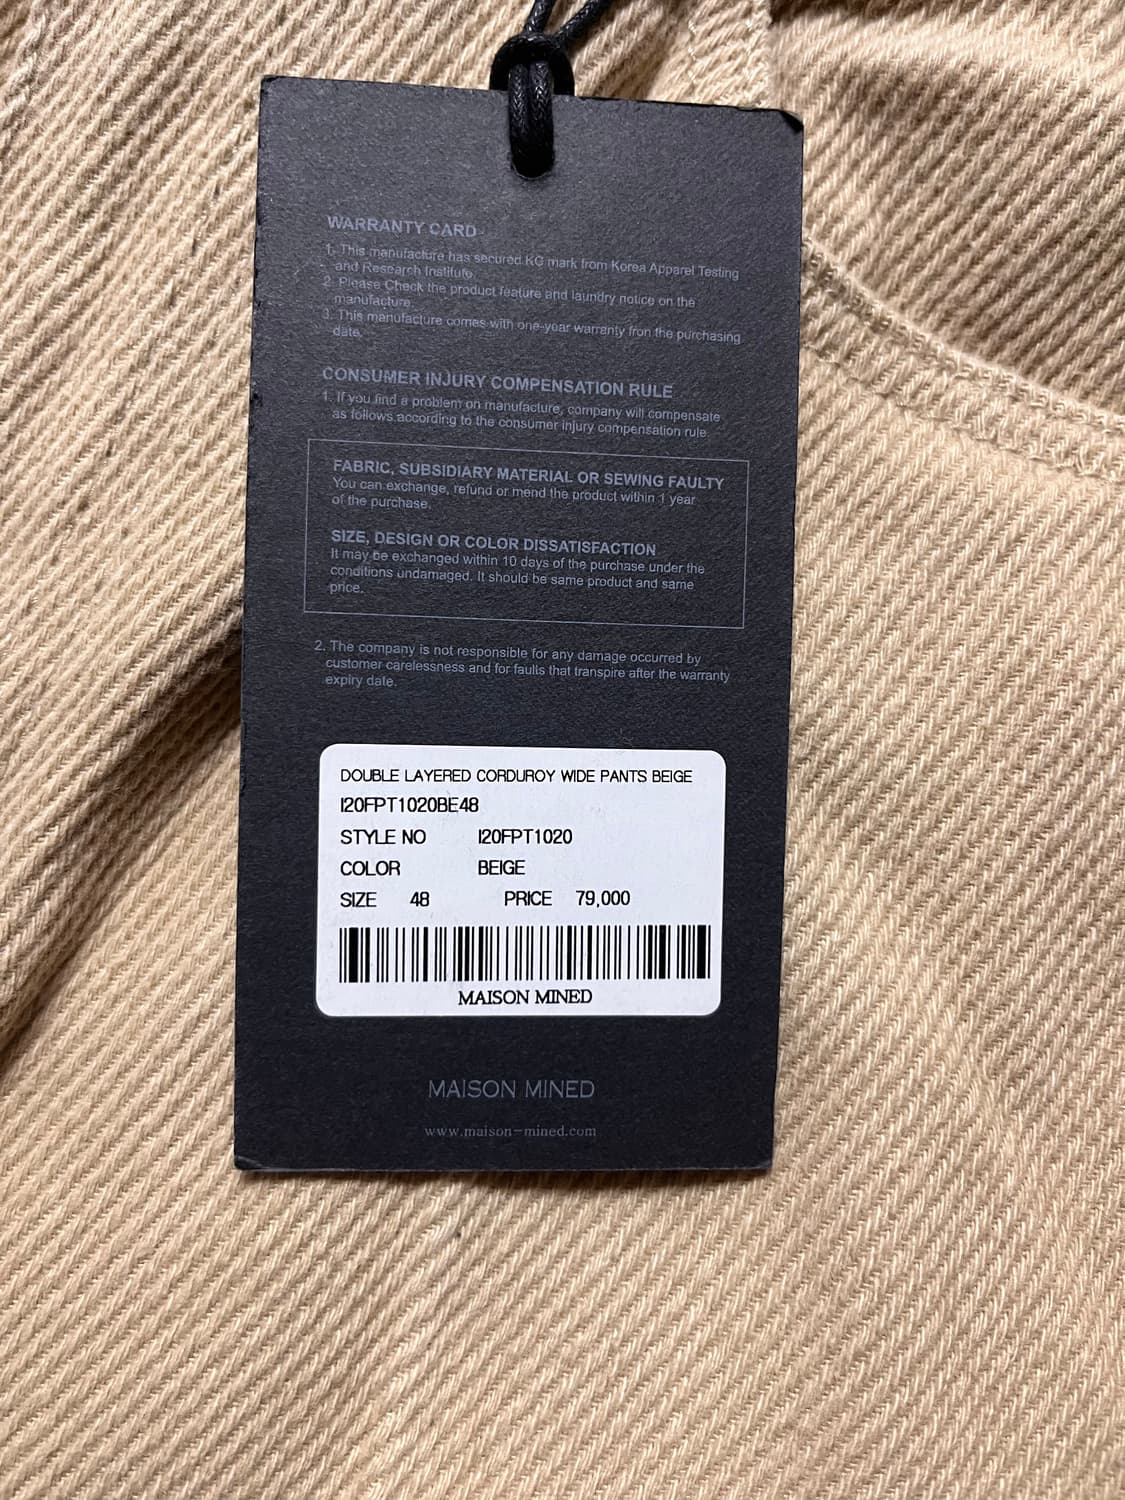 WARRANTY CARD
1. This manufacture has secured KC mark from Korea Apparel Testing
and Research Institute.
2. Please Check the product feature and laundry notice on the
manufacture.
3. This manufacture comes with one-year warranty fron the purchasing
date.
CONSUMER INJURY COMPENSATION RULE
1. If you find a problem on manufacture, company will compensate
as follows according to the consumer injury compensation rule.
FABRIC, SUBSIDIARY MATERIAL OR SEWING FAULTY
You can exchange, refund or mend the product within 1 year
of the purchase.
SIZE, DESIGN OR COLOR DISSATISFACTION
It may be exchanged within 10 days of the purchase under the
conditions undamaged. It should be same product and same
price.
2. The company is not responsible for any damage occurred by
customer carelessness and for faults that transpire after the warranty
expiry date.
DOUBLE LAYERED CORDUROY WIDE PANTS BEIGE
I20FPT1020BE48
STYLE NO I20FPT1020
COLOR BEIGE
SIZE 48 PRICE 79,000
MAISON MINED
MAISON MINED
www.maison-mined.com